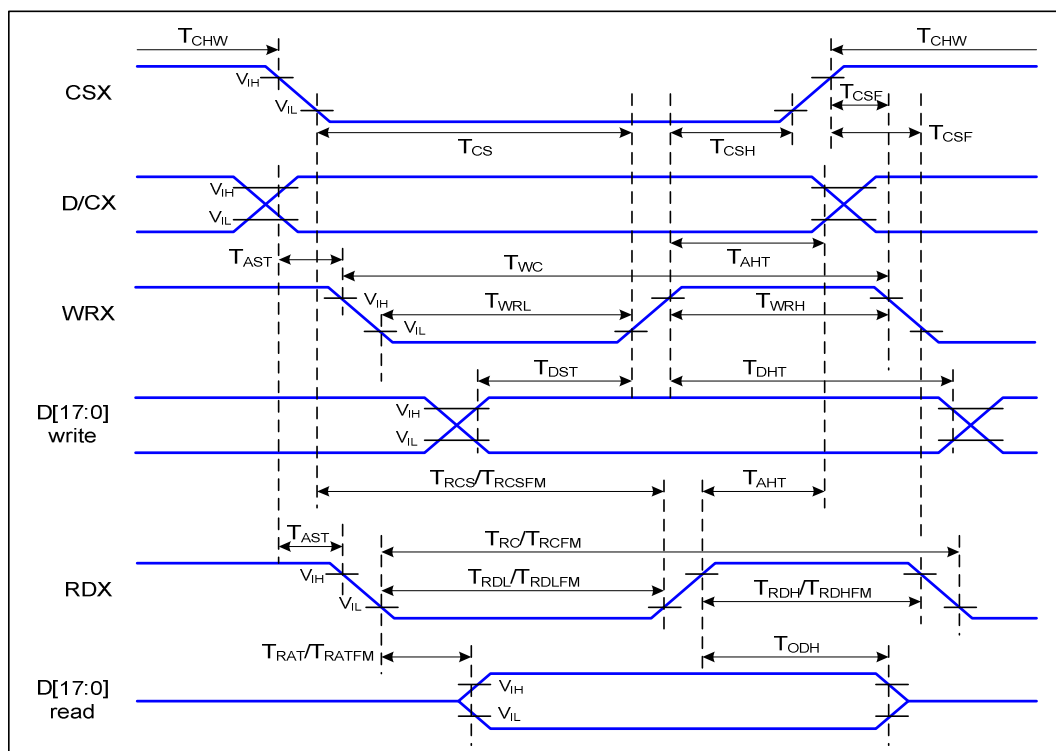 TCHW TCHW
CSX VIH VIL TCSF
TCS TCSH TCSF
D/CX VIH VIL
TAST TWC TAHT
WRX VIH VIL TWRL TWRH
TDST TDHT
D[17:0] write VIH VIL
TRCS/TRCSFM TAHT
TAST TRC/TRCFM
RDX VIH VIL TRDL/TRDLFM TRDH/TRDHFM
TRAT/TRATFM TODH
D[17:0] read VIH VIL